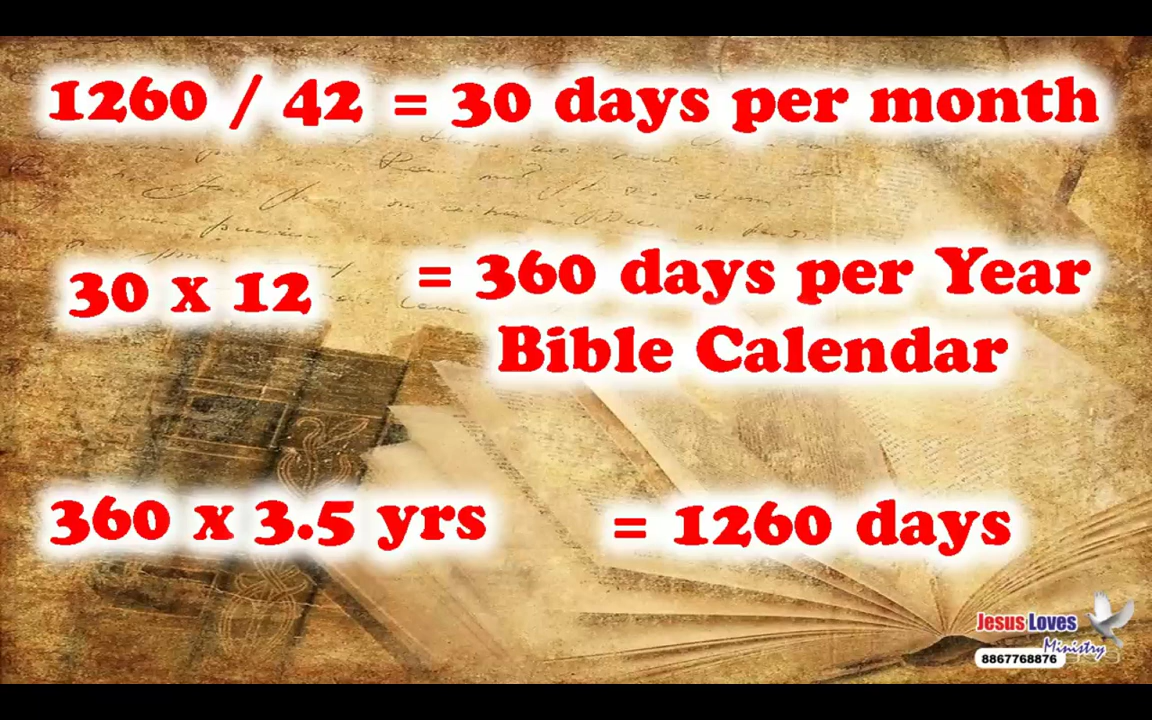 1260 / 42 = 30 days per month
30 x 12 = 360 days per Year
Bible Calendar
360 x 3.5 yrs = 1260 days
Jesus Loves
Ministry
8867768876